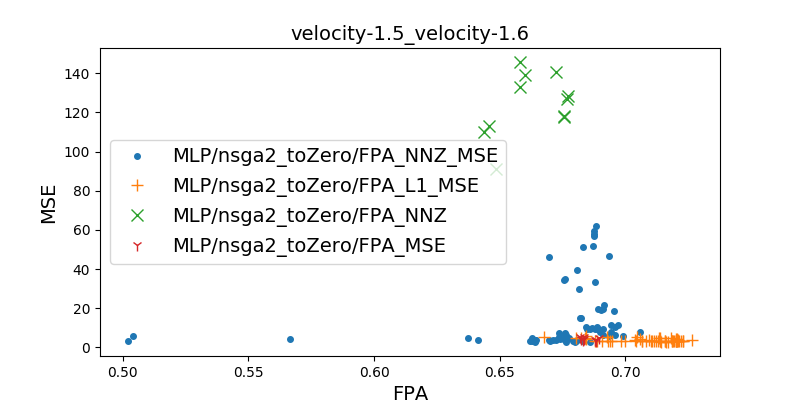 velocity-1.5_velocity-1.6
140
120
100
80
60
40
20
0
MSE
MLP/nsga2_toZero/FPA_NNZ_MSE
MLP/nsga2_toZero/FPA_L1_MSE
MLP/nsga2_toZero/FPA_NNZ
MLP/nsga2_toZero/FPA_MSE
0.50 0.55 0.60 0.65 0.70
FPA